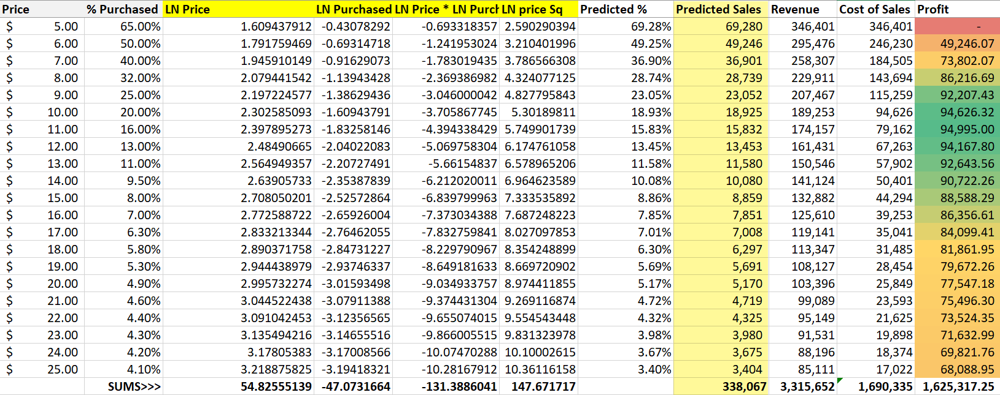 Price % Purchased LN Price LN Purchased LN Price * LN Purch LN price Sq Predicted % Predicted Sales Revenue Cost of Sales Profit
$ 5.00 65.00% 1.609437912 -0.43078292 -0.693318357 2.590290394 69.28% 69,280 346,401 346,401 -
$ 6.00 50.00% 1.791759469 -0.69314718 -1.241953024 3.210401996 49.25% 49,246 295,476 246,230 49,246.07
$ 7.00 40.00% 1.945910149 -0.91629073 -1.783019435 3.786566308 36.90% 36,901 258,307 184,505 73,802.07
$ 8.00 32.00% 2.079441542 -1.13943428 -2.369386982 4.324077125 28.74% 28,739 229,911 143,694 86,216.69
$ 9.00 25.00% 2.197224577 -1.38629436 -3.046000042 4.827795843 23.05% 23,052 207,467 115,259 92,207.43
$ 10.00 20.00% 2.302585093 -1.60943791 -3.705867745 5.30189811 18.93% 18,925 189,253 94,626 94,626.32
$ 11.00 16.00% 2.397895273 -1.83258146 -4.394338429 5.749901739 15.83% 15,832 174,157 79,162 94,995.00
$ 12.00 13.00% 2.48490665 -2.04022083 -5.069758304 6.174761058 13.45% 13,453 161,431 67,263 94,167.80
$ 13.00 11.00% 2.564949357 -2.20727491 -5.66154837 6.578965206 11.58% 11,580 150,546 57,902 92,643.56
$ 14.00 9.50% 2.63905733 -2.35387839 -6.212020011 6.964623589 10.08% 10,080 141,124 50,401 90,722.26
$ 15.00 8.00% 2.708050201 -2.52572864 -6.839799963 7.333535892 8.86% 8,859 132,882 44,294 88,588.29
$ 16.00 7.00% 2.772588722 -2.65926004 -7.373034388 7.687248223 7.85% 7,851 125,610 39,253 86,356.61
$ 17.00 6.30% 2.833213344 -2.76462055 -7.832759841 8.027097853 7.01% 7,008 119,141 35,041 84,099.41
$ 18.00 5.80% 2.890371758 -2.84731227 -8.229790967 8.354248899 6.30% 6,297 113,347 31,485 81,861.95
$ 19.00 5.30% 2.944438979 -2.93746337 -8.649181633 8.669720902 5.69% 5,691 108,127 28,454 79,672.26
$ 20.00 4.90% 2.995732274 -3.01593498 -9.034933757 8.974411855 5.17% 5,170 103,396 25,849 77,547.18
$ 21.00 4.60% 3.044522438 -3.07911388 -9.374431304 9.269116874 4.72% 4,719 99,089 23,593 75,496.30
$ 22.00 4.40% 3.091042453 -3.12356565 -9.655074015 9.554543448 4.32% 4,325 95,149 21,625 73,524.35
$ 23.00 4.30% 3.135494216 -3.14655516 -9.866005515 9.831323978 3.98% 3,980 91,531 19,898 71,632.99
$ 24.00 4.20% 3.17805383 -3.17008566 -10.07470288 10.10002615 3.67% 3,675 88,196 18,374 69,821.76
$ 25.00 4.10% 3.218875825 -3.19418321 -10.28167912 10.36116158 3.40% 3,404 85,111 17,022 68,088.95
SUMS>>> 54.82555139 -47.0731664 -131.3886041 147.671717 338,067 3,315,652 1,690,335 1,625,317.25